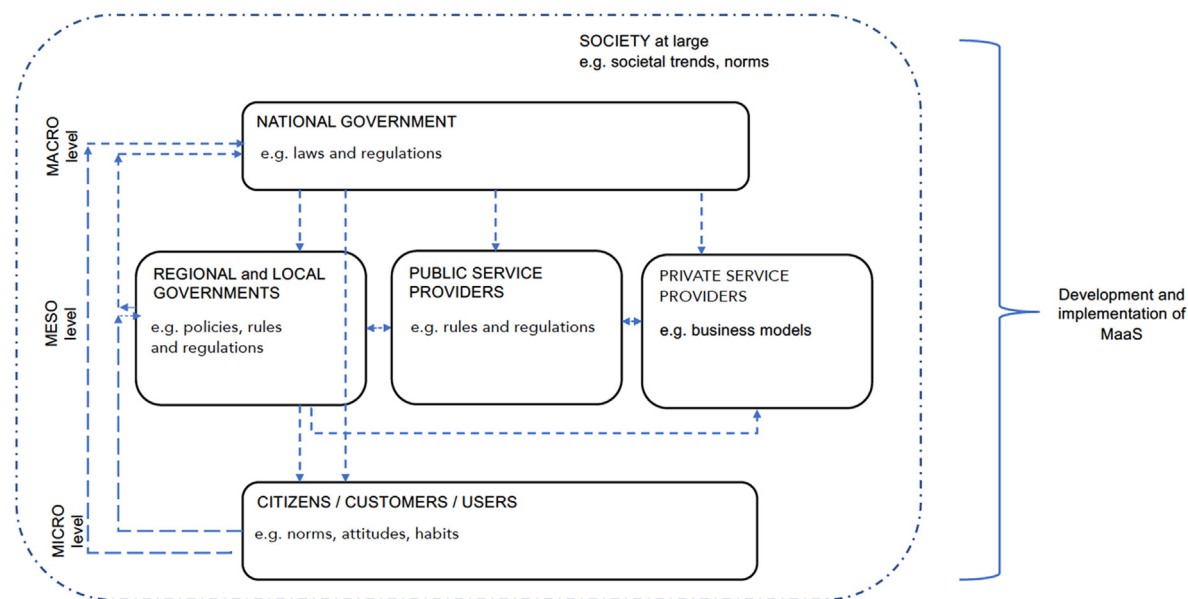 SOCIETY at large
e.g. societal trends, norms
MACRO
level
NATIONAL GOVERNMENT
e.g. laws and regulations
MESO
level
REGIONAL and LOCAL
GOVERNMENTS
e.g. policies, rules
and regulations
PUBLIC SERVICE
PROVIDERS
e.g. rules and regulations
PRIVATE SERVICE
PROVIDERS
e.g. business models
Development and
implementation of
MaaS
MICRO
level
CITIZENS / CUSTOMERS / USERS
e.g. norms, attitudes, habits